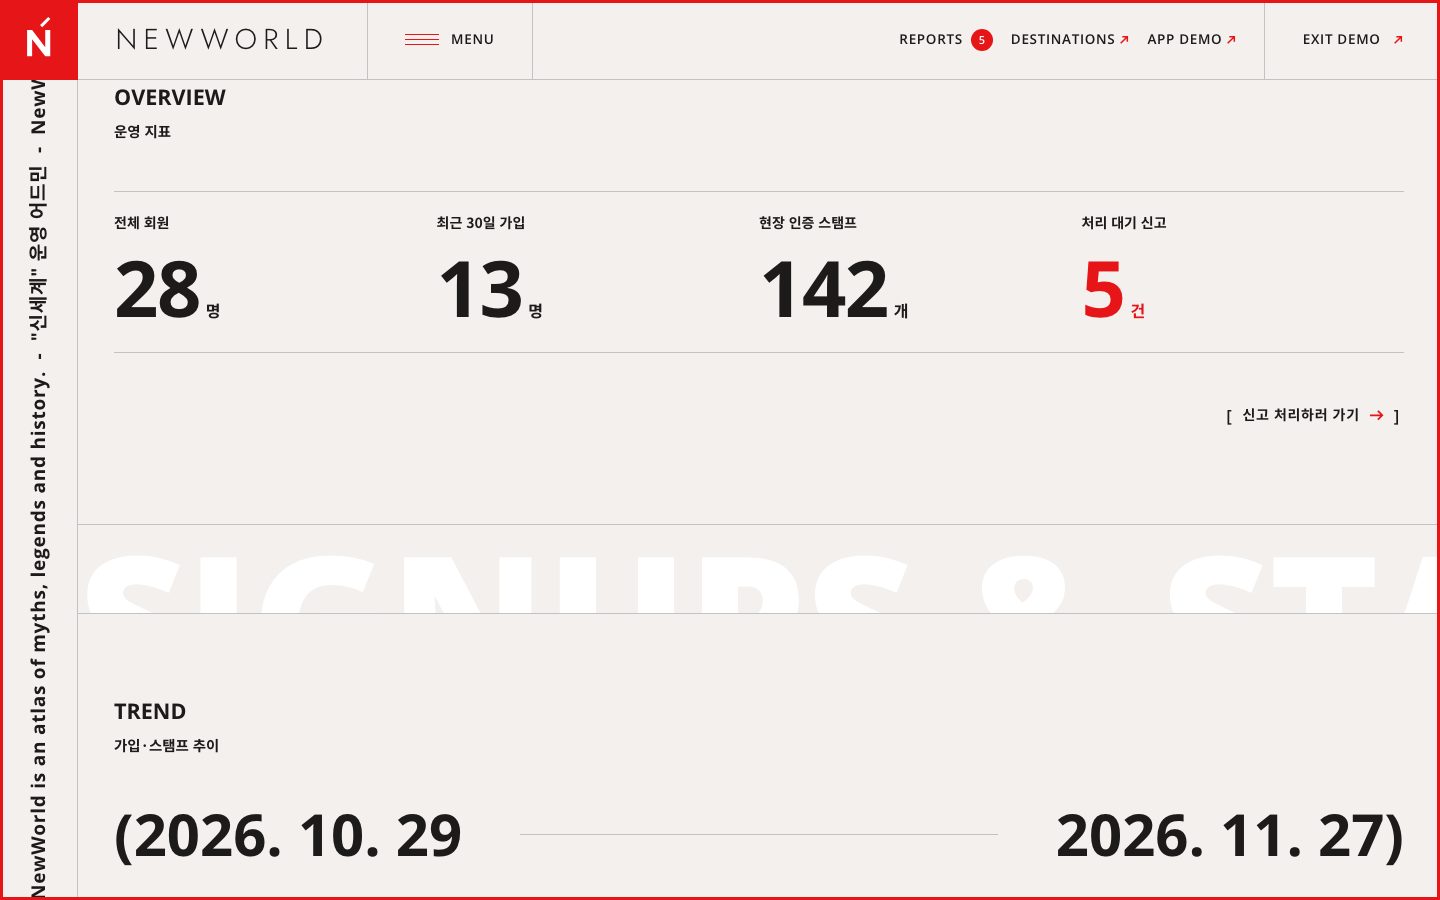 Ń
NEWWORLD
MENU
REPORTS 5
DESTINATIONS
APP DEMO
EXIT DEMO
NewWorld is an atlas of myths, legends and history. - "신세계" 운영 어드민 - NewW
OVERVIEW
운영 지표
전체 회원
28 명
최근 30일 가입
13 명
현장 인증 스탬프
142 개
처리 대기 신고
5 건
[ 신고 처리하러 가기 → ]
SIGNUPS & STA
TREND
가입·스탬프 추이
(2026. 10. 29
2026. 11. 27)